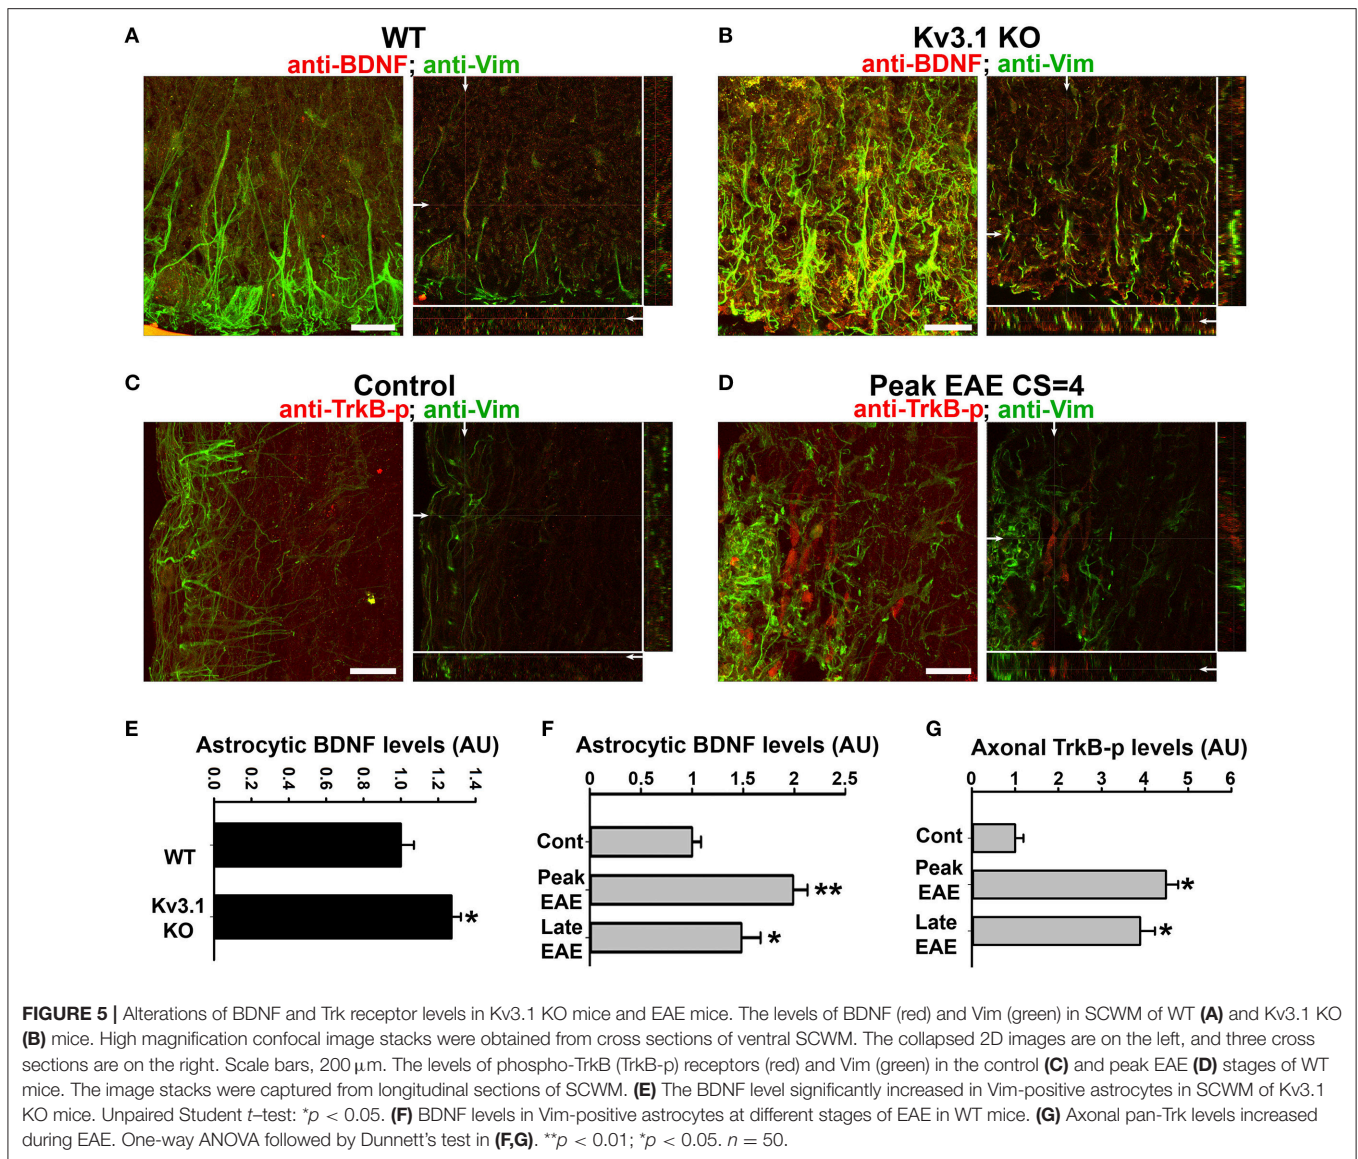 A
WT
anti-BDNF; anti-Vim
B
Kv3.1 KO
anti-BDNF; anti-Vim
C
Control
anti-TrkB-p; anti-Vim
D
Peak EAE CS=4
anti-TrkB-p; anti-Vim
E
Astrocytic BDNF levels (AU)
0.0 0.2 0.4 0.6 0.8 1.0 1.2 1.4
WT
Kv3.1
KO
*
F
Astrocytic BDNF levels (AU)
0 0.5 1 1.5 2 2.5
Cont
Peak
EAE
**
Late
EAE
*
G
Axonal TrkB-p levels (AU)
0 1 2 3 4 5 6
Cont
Peak
EAE
*
Late
EAE
*
FIGURE 5 | Alterations of BDNF and Trk receptor levels in Kv3.1 KO mice and EAE mice. The levels of BDNF (red) and Vim (green) in SCWM of WT (A) and Kv3.1 KO
(B) mice. High magnification confocal image stacks were obtained from cross sections of ventral SCWM. The collapsed 2D images are on the left, and three cross
sections are on the right. Scale bars, 200 μm. The levels of phospho-TrkB (TrkB-p) receptors (red) and Vim (green) in the control (C) and peak EAE (D) stages of WT
mice. The image stacks were captured from longitudinal sections of SCWM. (E) The BDNF level significantly increased in Vim-positive astrocytes in SCWM of Kv3.1
KO mice. Unpaired Student t–test: *p < 0.05. (F) BDNF levels in Vim-positive astrocytes at different stages of EAE in WT mice. (G) Axonal pan-Trk levels increased
during EAE. One-way ANOVA followed by Dunnett's test in (F,G). **p < 0.01; *p < 0.05. n = 50.